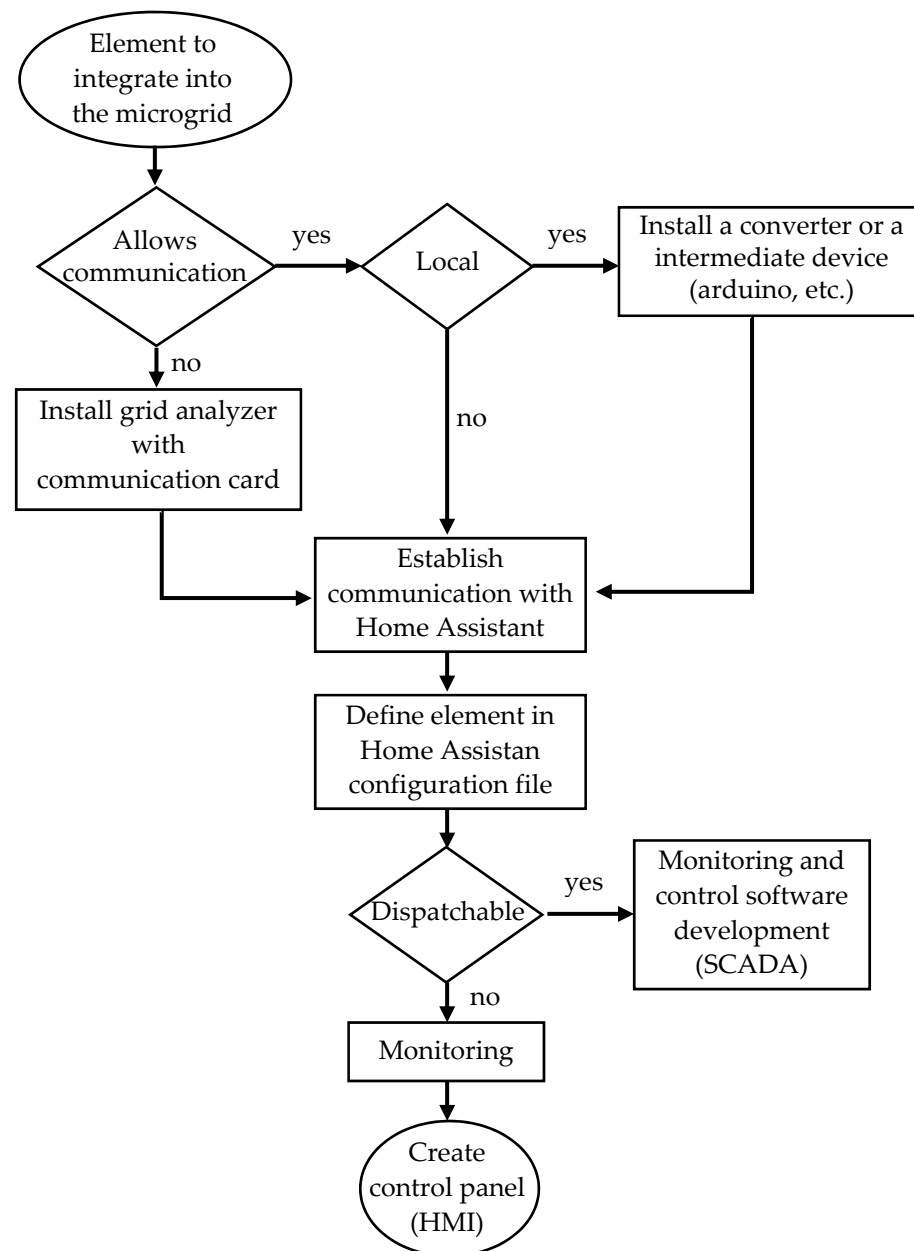 Element to
integrate into
the microgrid
Allows
communication
yes
Local
yes
Install a converter or a
intermediate device
(arduino, etc.)
no
Install grid analyzer
with
communication card
no
Establish
communication with
Home Assistant
Define element in
Home Assistan
configuration file
Dispatchable
yes
Monitoring and
control software
development
(SCADA)
no
Monitoring
Create
control panel
(HMI)